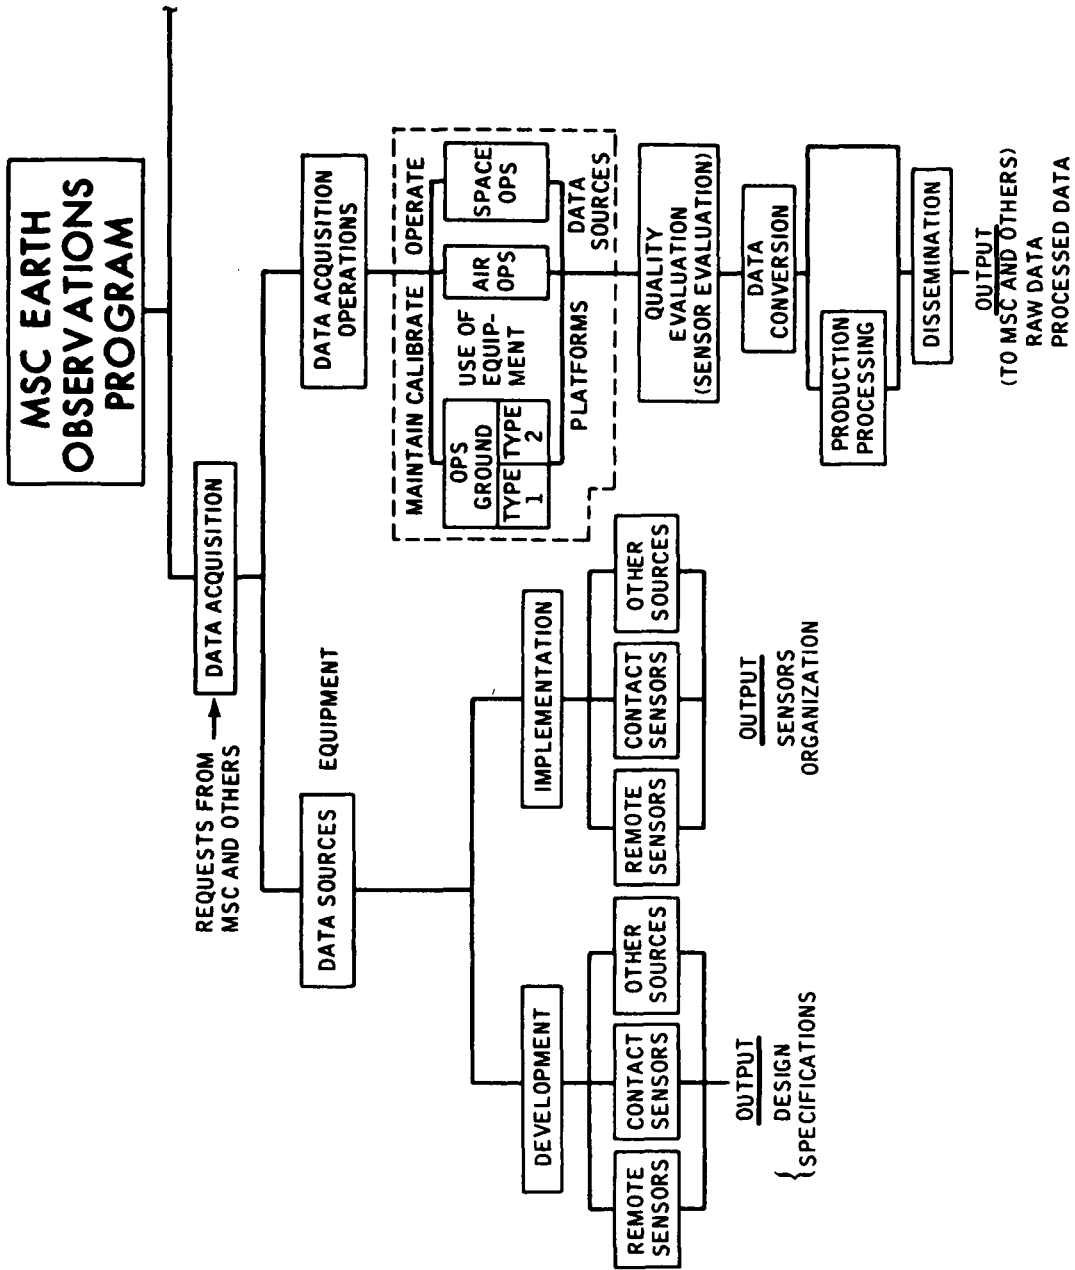 MSC EARTH
OBSERVATIONS
PROGRAM
REQUESTS FROM
MSC AND OTHERS
DATA ACQUISITION
DATA SOURCES
EQUIPMENT
DATA ACQUISITION
OPERATIONS
DEVELOPMENT
REMOTE
SENSORS
CONTACT
SENSORS
OTHER
SOURCES
OUTPUT
DESIGN
SPECIFICATIONS
IMPLEMENTATION
REMOTE
SENSORS
CONTACT
SENSORS
OTHER
SOURCES
OUTPUT
SENSORS
ORGANIZATION
MAINTAIN CALIBRATE OPERATE
OPS
GROUND
TYPE
1
TYPE
2
USE OF
EQUIP-
MENT
AIR
OPS
SPACE
OPS
PLATFORMS
DATA
SOURCES
QUALITY
EVALUATION
(SENSOR EVALUATION)
DATA
CONVERSION
PRODUCTION
PROCESSING
DISSEMINATION
OUTPUT
(TO MSC AND OTHERS)
RAW DATA
PROCESSED DATA